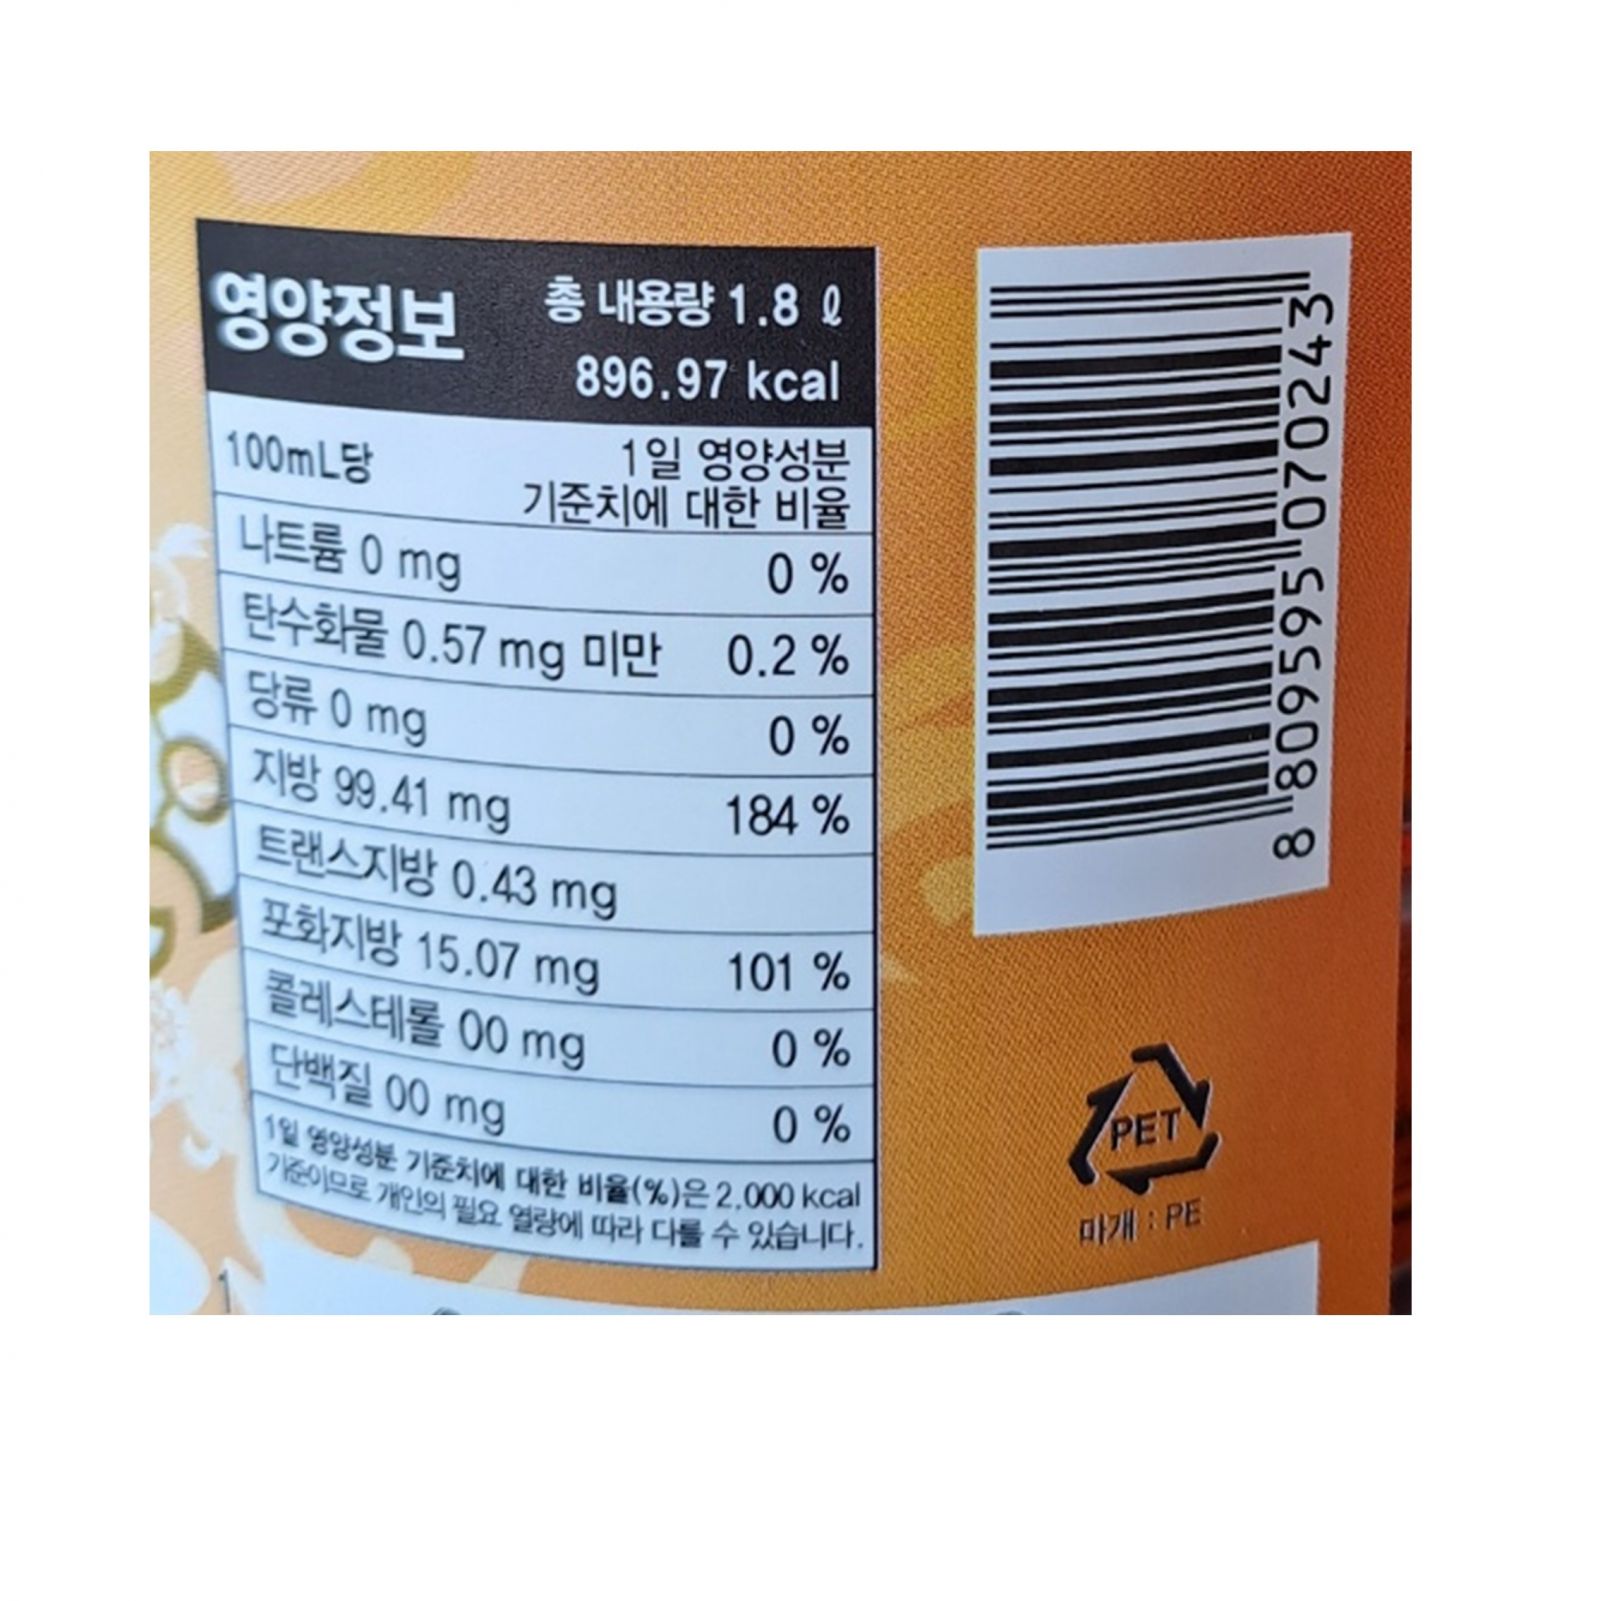 영양정보
총 내용량 1.8 ℓ
896.97 kcal
100mL당
1일 영양성분
기준치에 대한 비율
나트륨 0 mg 0 %
탄수화물 0.57 mg 미만 0.2 %
당류 0 mg 0 %
지방 99.41 mg 184 %
트랜스지방 0.43 mg
포화지방 15.07 mg 101 %
콜레스테롤 00 mg 0 %
단백질 00 mg 0 %
1일 영양성분 기준치에 대한 비율(%)은 2,000 kcal
기준이므로 개인의 필요 열량에 따라 다를 수 있습니다.
8 809595 070243
PET
마개 : PE